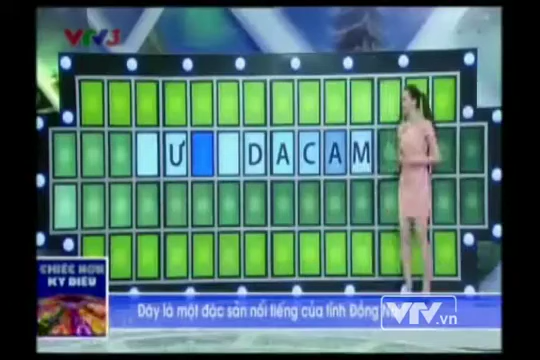 VTV3
Ư DACAM
CHIẾC NÓN
KỲ DIỆU
Đây là một đặc sản nổi tiếng của tỉnh Đồng
VTV.vn